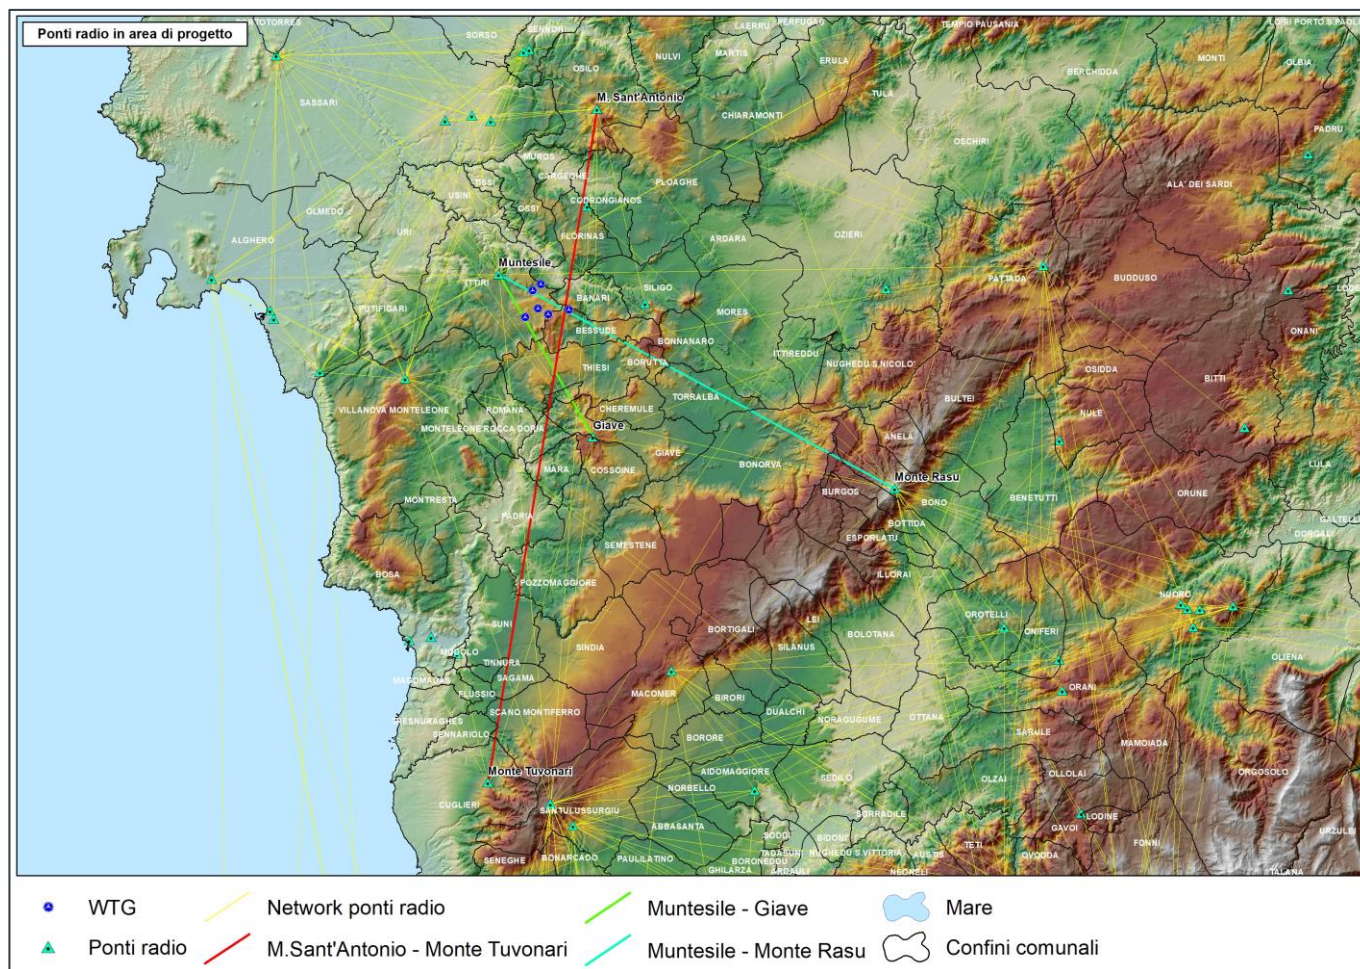 Ponti radio in area di progetto
PORTOTORRES
SORSO
SENNORI
LAERRU
PERFUGAS
TEMPIO PAUSANIA
LOIRI PORTO S.PAOLO
NULVI
MARTIS
ERULA
MONTI
OLBIA
OSILO
BERCHIDDA
TULA
SASSARI
M. Sant'Antonio
CHIARAMONTI
PADRU
OSCHIRI
MUROS
CARGEGHE
TISSI
PLOAGHE
ALA' DEI SARDI
USINI
CODRONGIANOS
OLMEDO
OSSI
URI
FLORINAS
OZIERI
ALGHERO
ARDARA
Muntesile
ITTIRI
PATTADA
BUDDUSO
SILIGO
BANARI
PUTIFIGARI
MORES
BESSUDE
ONANI
BONNANARO
ITTIREDDU
BORUTTA
NUGHEDU S.NICOLO'
THIESI
OSIDDA
BITTI
TORRALBA
BULTEI
VILLANOVA MONTELEONE
ROMANA
CHEREMULE
NULE
MONTELEONE ROCCA DORIA
Giave
ANELA
GIAVE
MARA
COSSOINE
BONORVA
LULA
Monte Rasu
BURGOS
BONO
BENETUTTI
ORUNE
MONTRESTA
PADRIA
BOTTIDA
GALTELLI
DORGALI
ESPORLATU
SEMESTENE
BOSA
ILLORAI
POZZOMAGGIORE
NUORO
OROTELLI
SUNI
LEI
BORTIGALI
BOLOTANA
ONIFERI
SINDIA
SILANUS
MODOLO
OLIENA
TINNURA
MAGOMADAS
SAGAMA
FLUSSIO
MACOMER
BIRORI
ORANI
DUALCHI
SCANO MONTIFERRO
NORAGUGUME
OTTANA
TRESNURAGHES
SENNARIOLO
BORORE
SARULE
MAMOIADA
Monte Tuvonari
AIDOMAGGIORE
OLZAI
OLLOLAI
ORGOSOLO
SEDILO
NORBELLO
CUGLIERI
SANTULUSSURGIU
SORRADILE
LODINE
ABBASANTA
GAVOI
SODDI
BIDONI'
TETI
FONNI
URZULEI
TADASUNI
NUGHEDU S.VITTORIA
AUSTIS
OVODDA
SENEGHE
BONARCADO
PAULILATINO
BORONEDDU
GHILARZA
ARDAULI
NEONELI
TALANA
WTG
Network ponti radio
Muntesile - Giave
Mare
Ponti radio
M.Sant'Antonio - Monte Tuvonari
Muntesile - Monte Rasu
Confini comunali